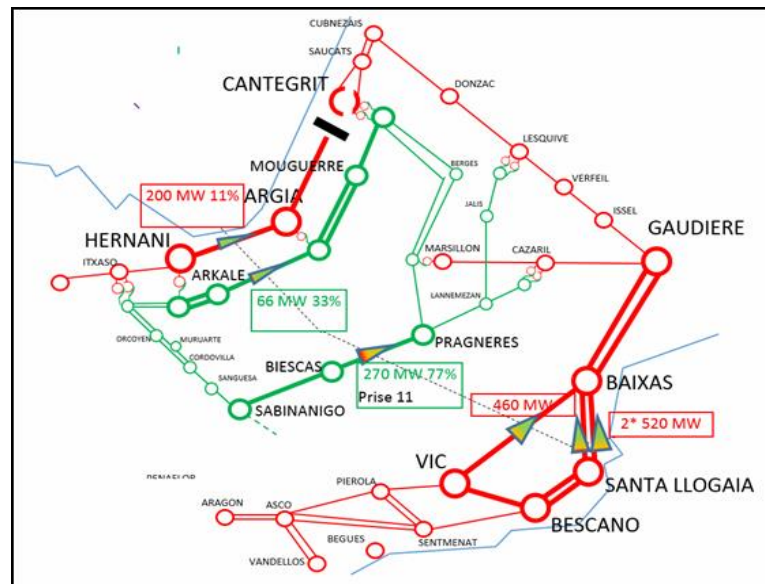 CUBNEZAIS
SAUCATS
CANTEGRIT
DONZAC
LESQUIVE
MOUGUERRE
BERGES
VERFEIL
200 MW 11%
ARGIA
JALIS
ISSEL
GAUDIERE
HERNANI
MARSILLON
CAZARIL
ITXASO
ARKALE
66 MW 33%
LANNEMEZAN
ORCOYEN
MURUARTE
CORDOVILLA
PRAGNERES
SANGUESA
BIESCAS
270 MW 77%
Prise 11
BAIXAS
SABINANIGO
460 MW
2* 520 MW
VIC
PIEROLA
SANTA LLOGAIA
ARAGON
ASCO
BESCANO
BEGUES
SENTMENAT
VANDELLOS